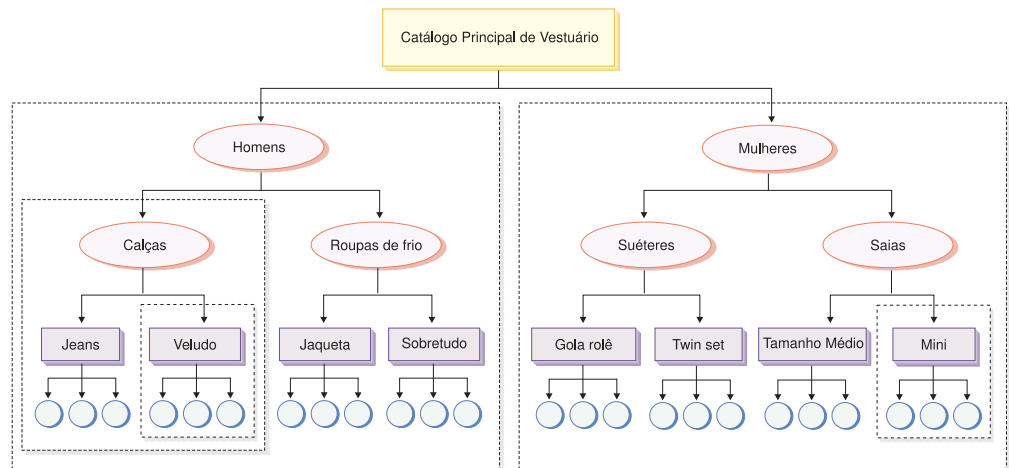 Catálogo Principal de Vestuário
Homens
Mulheres
Calças
Roupas de frio
Suéteres
Saias
Jeans
Veludo
Jaqueta
Sobretudo
Gola rolê
Twin set
Tamanho Médio
Mini